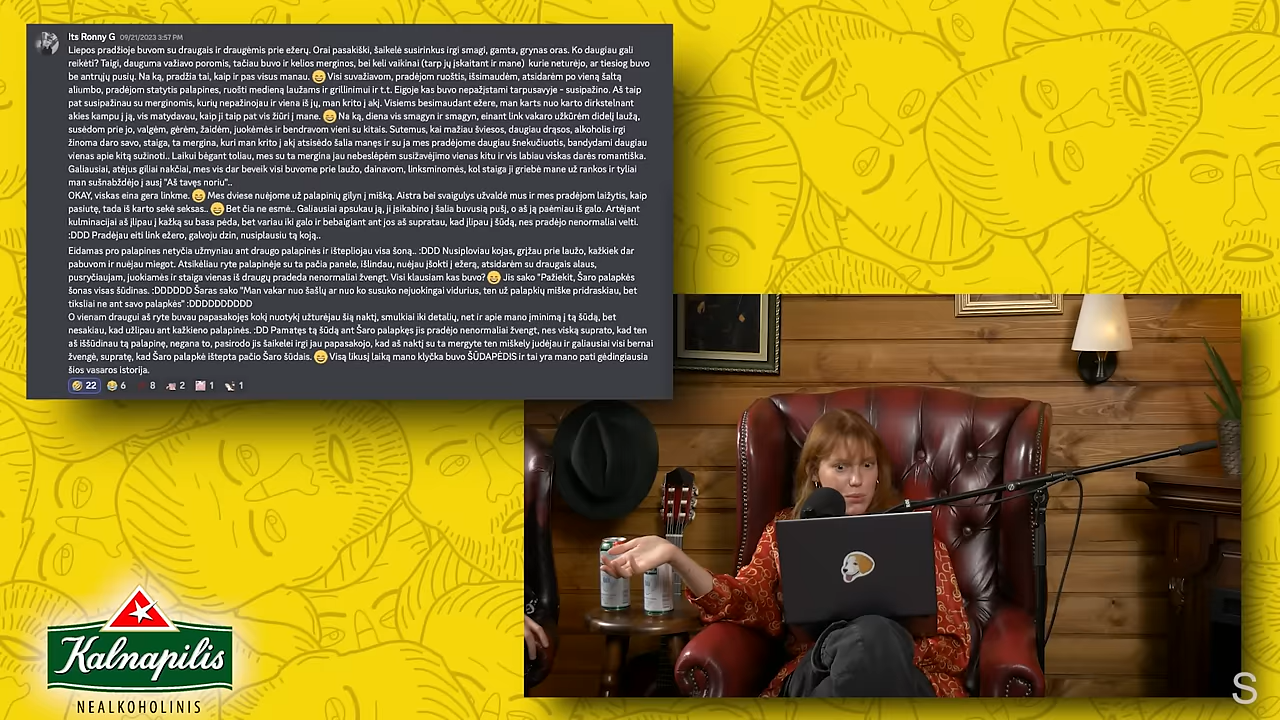 Its Ronny G 09/21/2023 3:57 PM
Liepos pradžioje buvom su draugais ir draugėmis prie ežerų. Orai pasakiški, šaikelė susirinkus irgi smagi, gamta, grynas oras. Ko daugiau gali
reikėti? Taigi, dauguma važiavo poromis, tačiau buvo ir kelios merginos, bei keli vaikinai (tarp jų įskaitant ir mane) kurie neturėjo, ar tiesiog buvo
be antrųjų pusių. Na ką, pradžia tai, kaip ir pas visus manau. 😄 Visi suvažiavom, pradėjom ruoštis, išsimaudėm, atsidarėm po vieną šaltą
aliumbo, pradėjom statytis palapines, ruošti medieną laužams ir grillinimui ir t.t. Eigoje kas buvo nepažįstami tarpusavyje - susipažino. Aš taip
pat susipažinau su merginomis, kurių nepažinojau ir viena iš jų, man krito į akį. Visiems besimaudant ežere, man karts nuo karto dirkstelnant
akies kampu į ją, vis matydavau, kaip ji taip pat vis žiūri į mane. 😄 Na ką, diena vis smagyn ir smagyn, einant link vakaro užkūrėm didelį laužą,
susėdom prie jo, valgėm, gėrėm, žaidėm, juokėmės ir bendravom vieni su kitais. Sutemus, kai mažiau šviesos, daugiau drąsos, alkoholis irgi
žinoma daro savo, staiga, ta mergina, kuri man krito į akį atsisėdo šalia manęs ir su ja mes pradėjome daugiau šnekučiuotis, bandydami daugiau
vienas apie kitą sužinoti.. Laikui bėgant toliau, mes su ta mergina jau nebeslėpėm susižavėjimo vienas kitu ir vis labiau viskas darės romantiška.
Galiausiai, atėjus giliai nakčiai, mes vis dar beveik visi buvome prie laužo, dainavom, linksminomės, kol staiga ji griebė mane už rankos ir tyliai
man sušnabždėjo į ausį "Aš tavęs noriu"..
OKAY, viskas eina gera linkme. 😄 Mes dviese nuėjome už palapinių gilyn į mišką. Aistra bei svaigulys užvaldė mus ir mes pradėjom laižytis, kaip
pasiutę, tada iš karto sekė seksas.. 😄 Bet čia ne esmė.. Galiausiai apsukau ją, ji įsikabino į šalia buvusią pušį, o aš ją paėmiau iš galo. Artėjant
kulminacijai aš įlipau į kažką su basa pėda, bet variau iki galo ir bebaigiant ant jos aš supratau, kad įlipau į šūdą, nes pradėjo nenormaliai velti.
:DDD Pradėjau eiti link ežero, galvoju dzin, nusiplausiu tą koją..
Eidamas pro palapines netyčia užmyniau ant draugo palapinės ir ištepliojau visa šoną.. :DDD Nusiploviau kojas, grįžau prie laužo, kažkiek dar
pabuvom ir nuėjau miegot. Atsikėliau ryte palapinėje su ta pačia panele, išlindau, nuėjau įšokti į ežerą, atsidarėm su draugais alaus,
pusryčiaujam, juokiamės ir staiga vienas iš draugų pradeda nenormaliai žvengt. Visi klausiam kas buvo? 😄 Jis sako "Pažiekit, Šaro palapkės
šonas visas šūdinas. :DDDDDD Šaras sako "Man vakar nuo šašlų ar nuo ko susuko nejuokingai vidurius, ten už palapkių miške pridraskiau, bet
tiksliai ne ant savo palapkės" :DDDDDDDDDD
O vienam draugui aš ryte buvau papasakojęs kokį nuotykį užturėjau šią naktį, smulkiai iki detalių, net ir apie mano įminimą į tą šūdą, bet
nesakiau, kad užlipau ant kažkieno palapinės. :DD Pamatęs tą šūdą ant Šaro palapkęs jis pradėjo nenormaliai žvengt, nes viską suprato, kad ten
aš iššūdinau tą palapinę, negana to, pasirodo jis šaikelei irgi jau papasakojo, kad aš naktį su ta mergyte ten miškely judėjau ir galiausiai visi bernai
žvengė, supratę, kad Šaro palapkė ištepta pačio Šaro šūdais. 😄 Visą likusį laiką mano klyčka buvo ŠŪDAPĖDIS ir tai yra mano pati gėdingiausia
šios vasaros istorija.
22 6 8 2 1 1
Kalnapilis
NEALKOHOLINIS
S